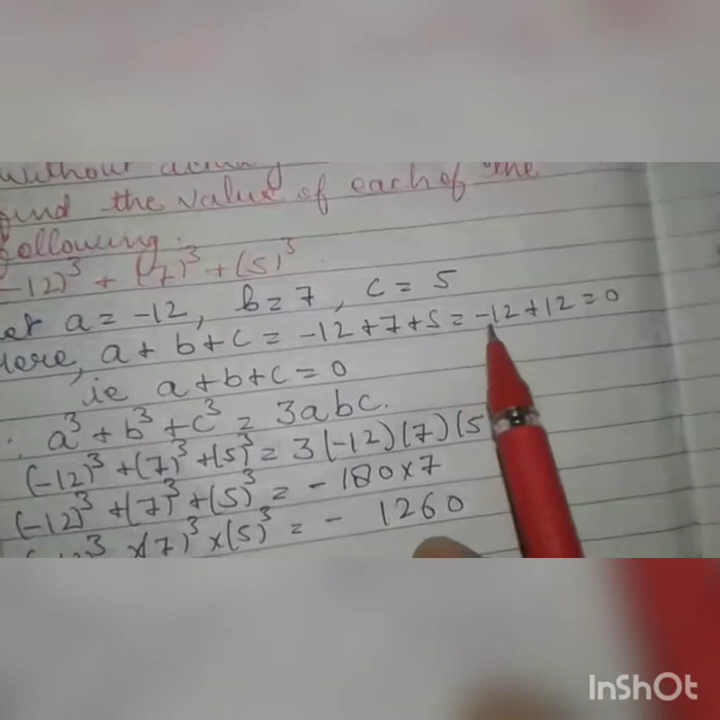 find the value of each of the
following:
-12)³ + (7)³ + (5)³.
Let a = -12, b = 7, c = 5
Here, a + b + c = -12 + 7 + 5 = -12 + 12 = 0
ie a + b + c = 0
∴ a³ + b³ + c³ = 3abc.
(-12)³ + (7)³ + (5)³ = 3(-12)(7)(5
(-12)³ + (7)³ + (5)³ = - 180 × 7
³ × (7)³ × (5)³ = - 1260
InShOt